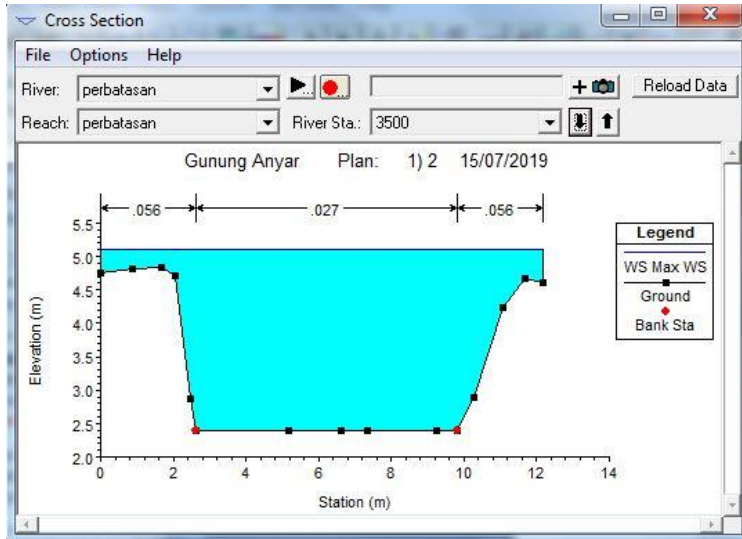 Cross Section
File Options Help
River: perbatasan Reload Data
Reach: perbatasan River Sta.: 3500
Gunung Anyar Plan: 1) 2 15/07/2019
.056 .027 .056
5.5
5.0
4.5
4.0
3.5
3.0
2.5
2.0
Elevation (m)
0 2 4 6 8 10 12 14
Station (m)
Legend
WS Max WS
Ground
Bank Sta